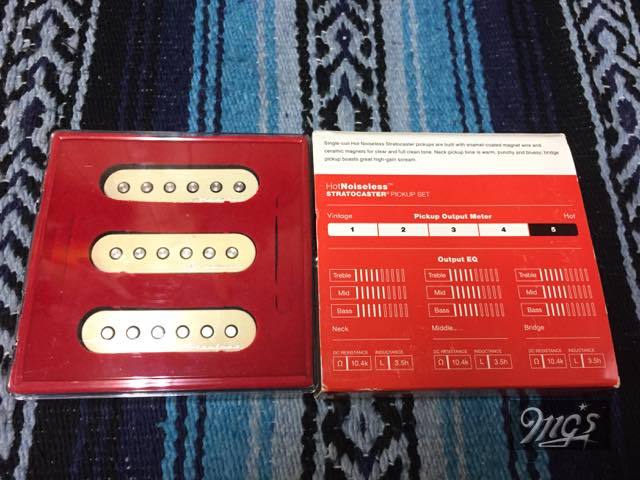 Single-coil Hot Noiseless Stratocaster pickups are built with enamel-coated magnet wire and
ceramic magnets for clear and full clean tone. Neck pickup tone is warm, punchy and bluesy; bridge
pickup boasts great high-gain scream.
HotNoiseless™
STRATOCASTER® PICKUP SET
Vintage Pickup Output Meter Hot
1 2 3 4 5
Output EQ
Treble Treble Treble
Mid Mid Mid
Bass Bass Bass
Neck Middle Bridge
DC RESISTANCE INDUCTANCE DC RESISTANCE INDUCTANCE DC RESISTANCE INDUCTANCE
Ω 10.4k L 3.5h Ω 10.4k L 3.5h Ω 10.4k L 3.5h
MG's